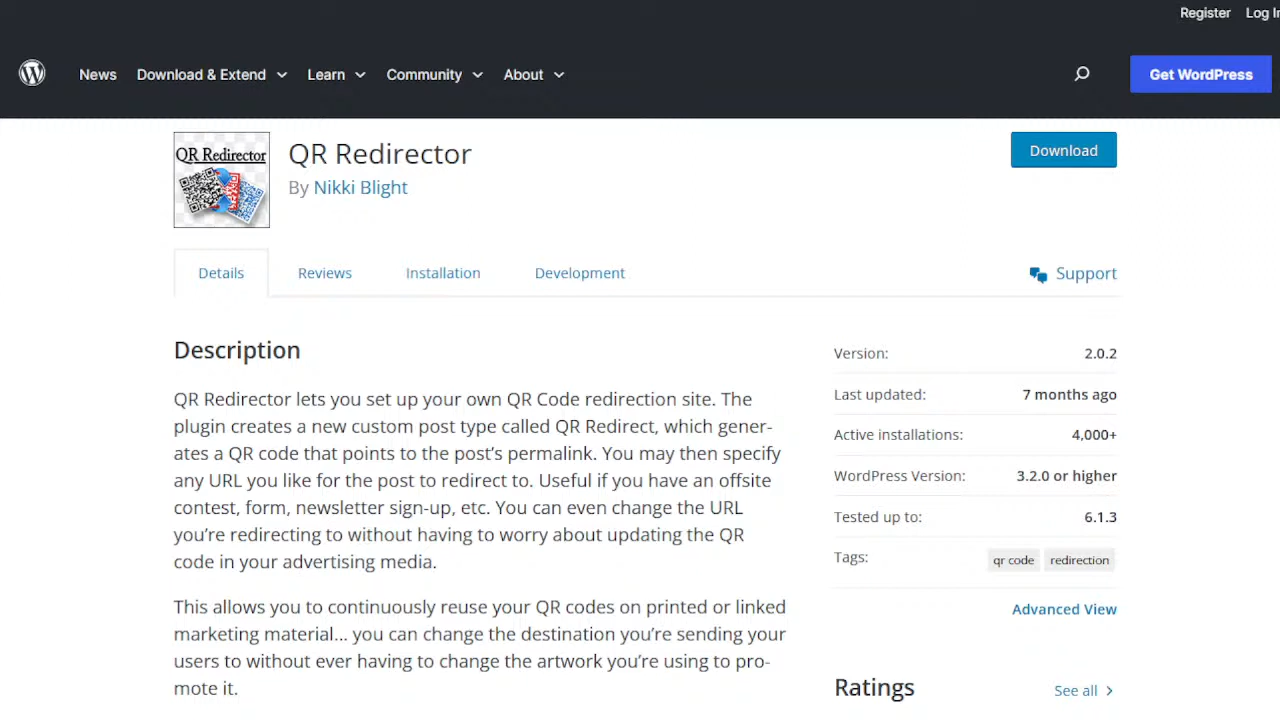 Register Log In
News Download & Extend Learn Community About Get WordPress
QR Redirector
QR Redirector
By Nikki Blight
Download
Details Reviews Installation Development Support
Description
QR Redirector lets you set up your own QR Code redirection site. The
plugin creates a new custom post type called QR Redirect, which gener-
ates a QR code that points to the post’s permalink. You may then specify
any URL you like for the post to redirect to. Useful if you have an offsite
contest, form, newsletter sign-up, etc. You can even change the URL
you’re redirecting to without having to worry about updating the QR
code in your advertising media.
This allows you to continuously reuse your QR codes on printed or linked
marketing material… you can change the destination you’re sending your
users to without ever having to change the artwork you’re using to pro-
mote it.
Version: 2.0.2
Last updated: 7 months ago
Active installations: 4,000+
WordPress Version: 3.2.0 or higher
Tested up to: 6.1.3
Tags: qr code redirection
Advanced View
Ratings See all